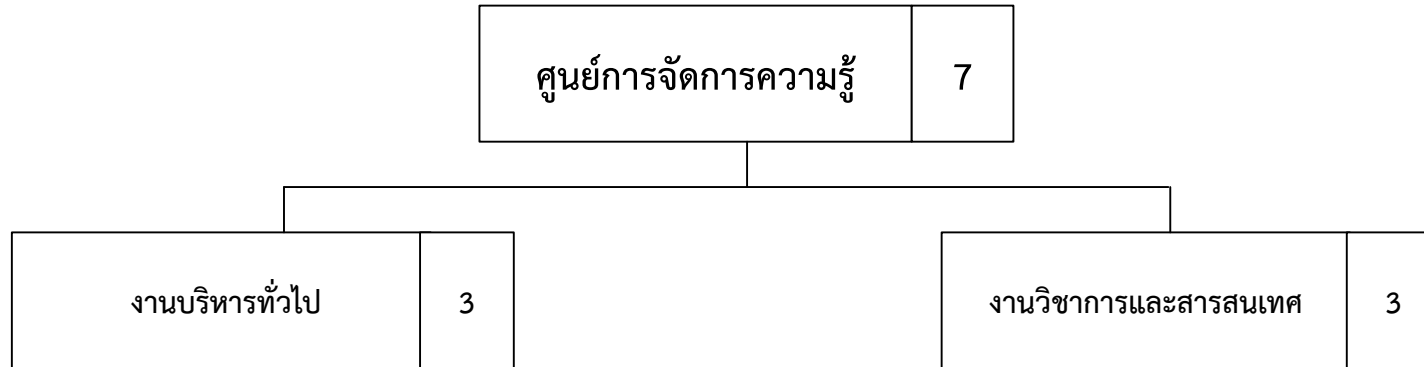 ศูนย์การจัดการความรู้ 7
งานบริหารทั่วไป 3
งานวิชาการและสารสนเทศ 3